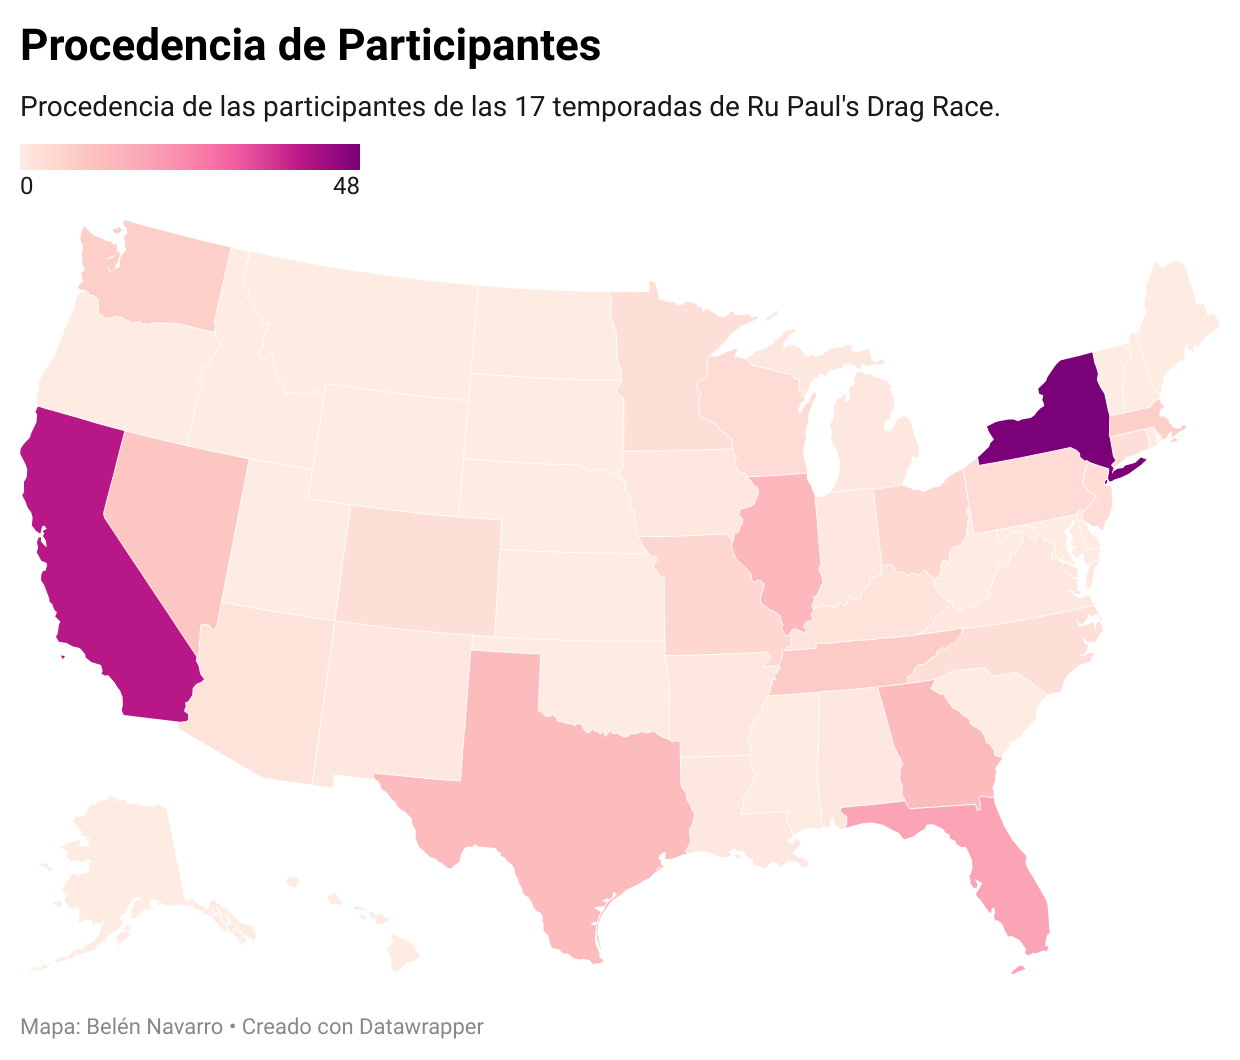 Procedencia de Participantes
Procedencia de las participantes de las 17 temporadas de Ru Paul's Drag Race.
0 48
Mapa: Belén Navarro • Creado con Datawrapper